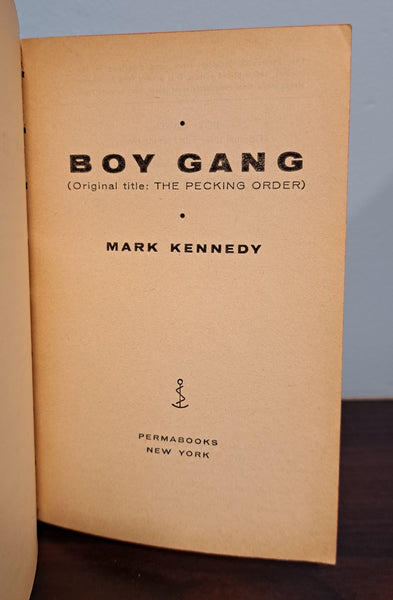 BOY GANG
(Original title: THE PECKING ORDER)
MARK KENNEDY
PERMABOOKS
NEW YORK